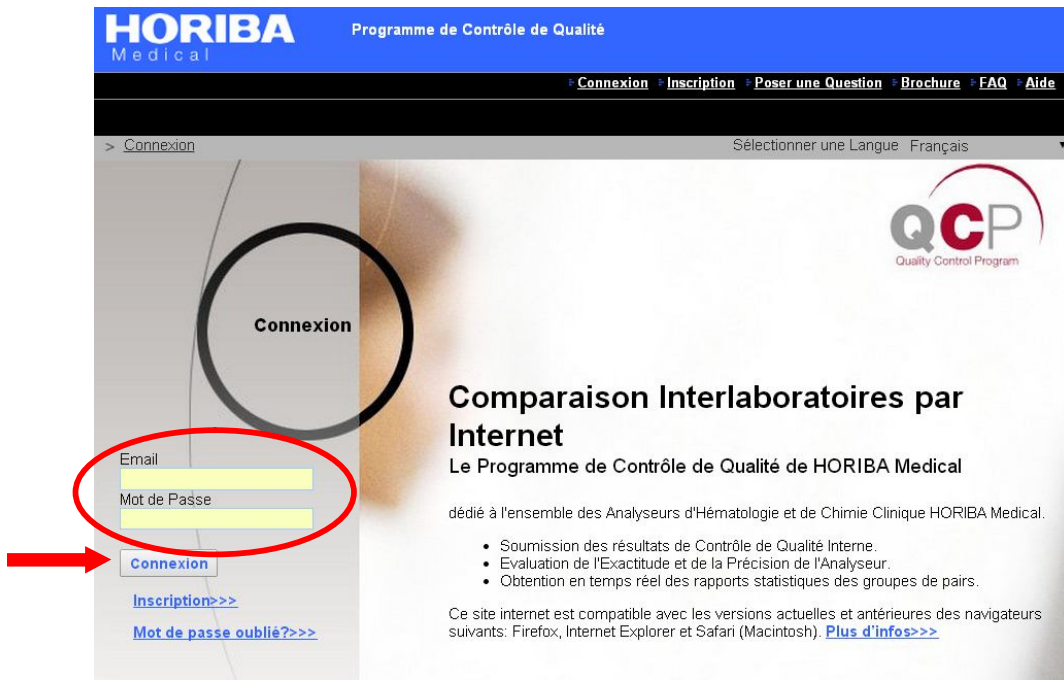 HORIBA
Medical
Programme de Contrôle de Qualité
Connexion Inscription Poser une Question Brochure FAQ Aide
> Connexion
Sélectionner une Langue Français
QCP
Quality Control Program
Connexion
Comparaison Interlaboratoires par
Internet
Le Programme de Contrôle de Qualité de HORIBA Medical
Email
Mot de Passe
Connexion
Inscription>>>
Mot de passe oublié?>>>
dédié à l'ensemble des Analyseurs d'Hématologie et de Chimie Clinique HORIBA Medical.
• Soumission des résultats de Contrôle de Qualité Interne.
• Evaluation de l'Exactitude et de la Précision de l'Analyseur.
• Obtention en temps réel des rapports statistiques des groupes de pairs.
Ce site internet est compatible avec les versions actuelles et antérieures des navigateurs
suivants: Firefox, Internet Explorer et Safari (Macintosh). Plus d'infos>>>